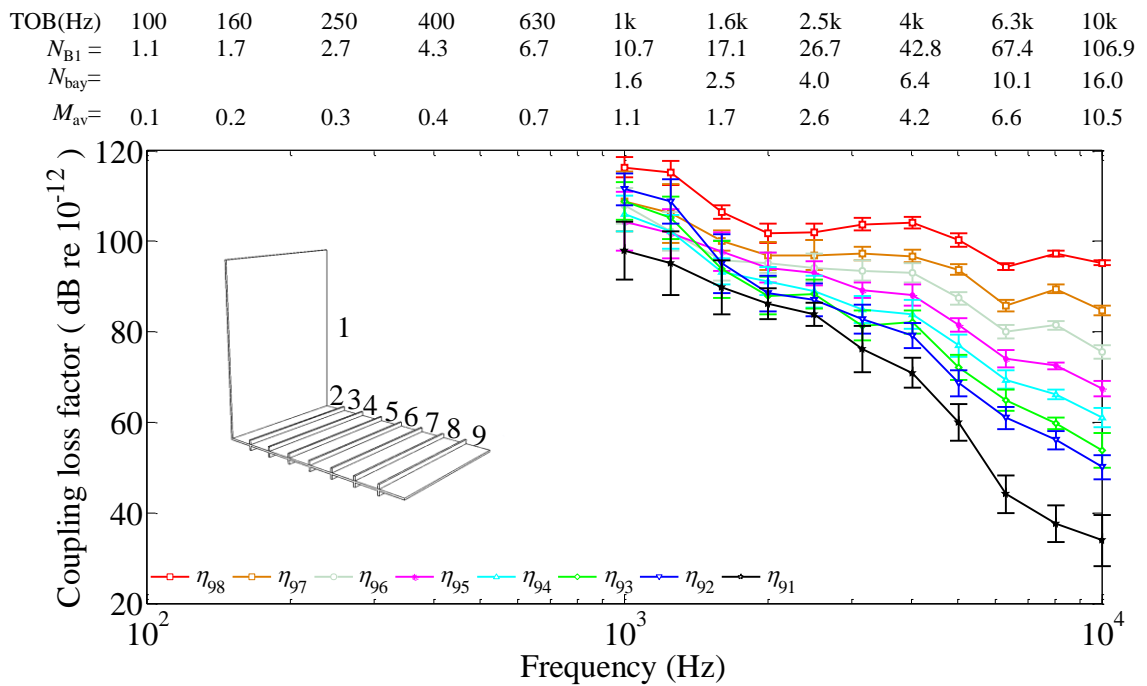 TOB(Hz) 100 160 250 400 630 1k 1.6k 2.5k 4k 6.3k 10k
N_B1 = 1.1 1.7 2.7 4.3 6.7 10.7 17.1 26.7 42.8 67.4 106.9
N_bay= 1.6 2.5 4.0 6.4 10.1 16.0
M_av= 0.1 0.2 0.3 0.4 0.7 1.1 1.7 2.6 4.2 6.6 10.5
Coupling loss factor ( dB re 10^-12)
120
100
80
60
40
20
1
2 3 4 5 6 7 8 9
η98 η97 η96 η95 η94 η93 η92 η91
10^2 10^3 10^4
Frequency (Hz)